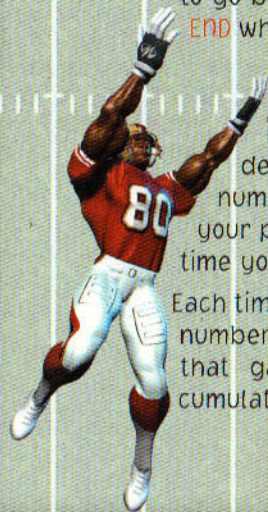 to go b
END wh
de
num
your p
time yo
Each tim
number
that ga
cumulat
80